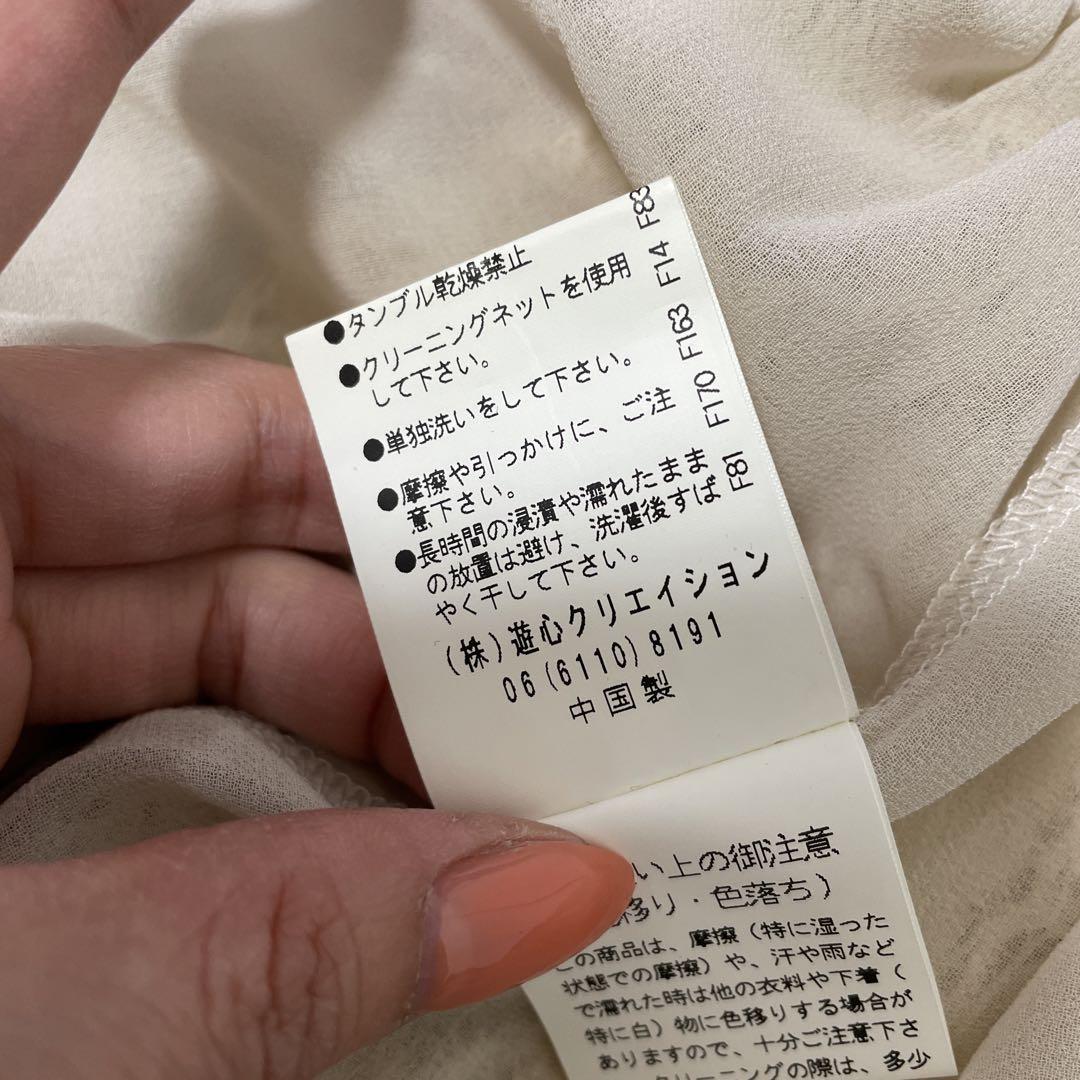 ●タンブル乾燥禁止
●クリーニングネットを使用
して下さい。
●単独洗いをして下さい。
●摩擦や引っかけに、ご注
意下さい。
●長時間の浸漬や濡れたまま
の放置は避け、洗濯後すば
やく干して下さい。
(株)遊心クリエイション
06(6110)8191
中国製
F81 F170 F163 F14 F83
い上の御注意
移り・色落ち)
この商品は、摩擦(特に湿った
状態での摩擦)や、汗や雨など
で濡れた時は他の衣料や下着(
特に白)物に色移りする場合が
ありますので、十分ご注意下さ
クリーニングの際は、多少